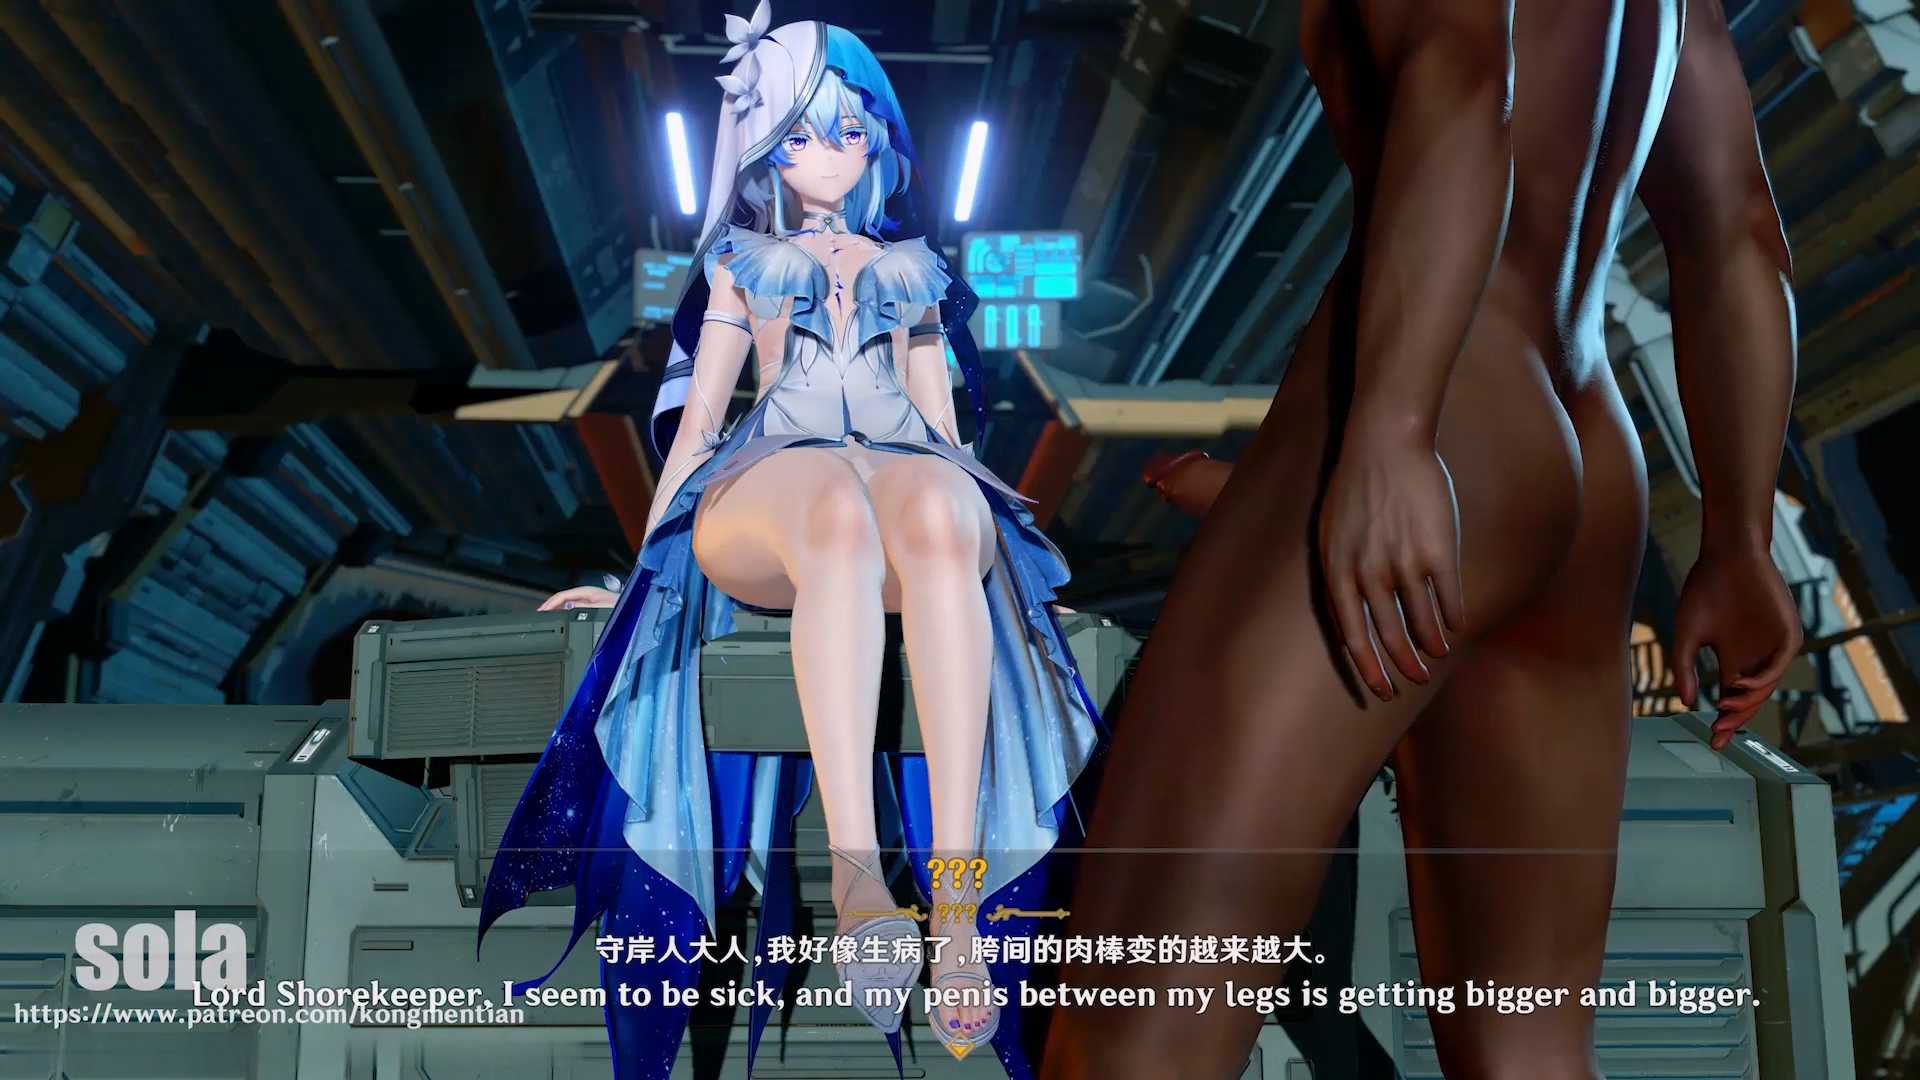 ???
???
守岸人大人,我好像生病了,胯间的肉棒变的越来越大。
sola
Lord Shorekeeper, I seem to be sick, and my penis between my legs is getting bigger and bigger.
https://www.patreon.com/kongmentian